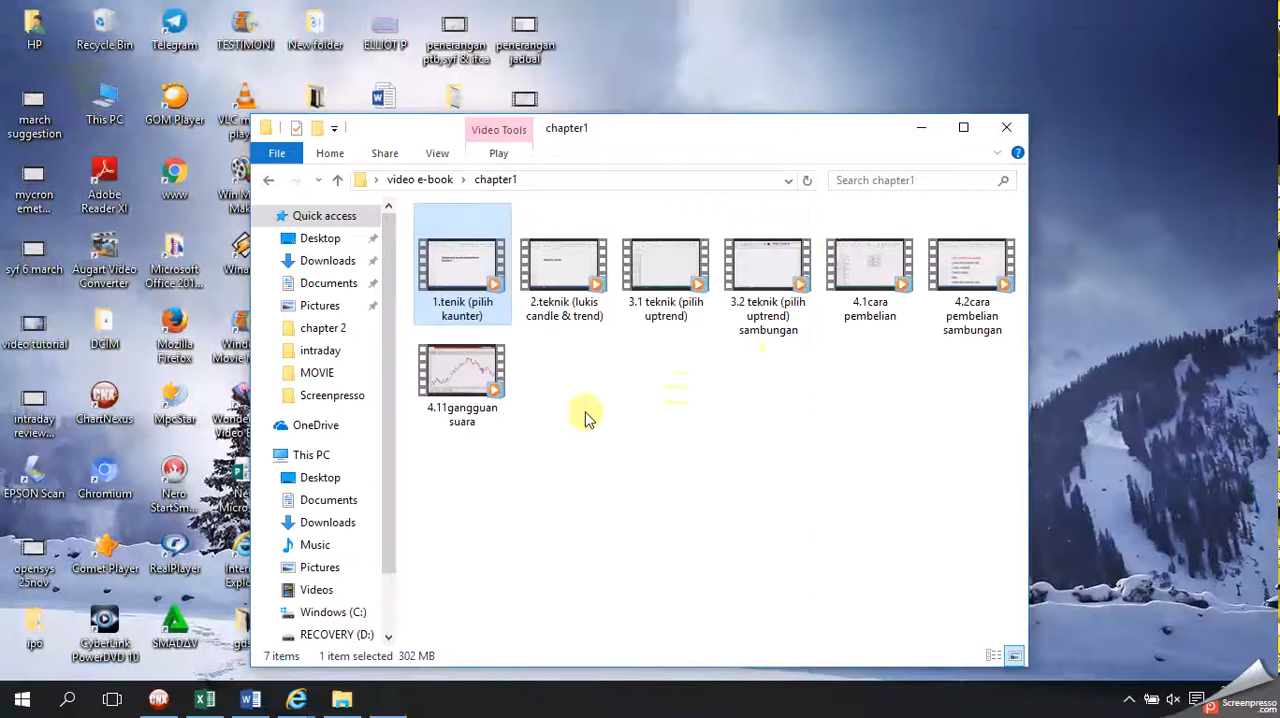 HP
Recycle Bin
Telegram
TESTIMONI
New folder
ELLIOT P
penerangan
ptb,syf & ifca
penerangan
jadual
march
suggestion
This PC
GOM Player
VLC
play
Video Tools
chapter1
File
Home
Share
View
Play
video e-book
chapter1
Search chapter1
mycron
emet...
Adobe
Reader XI
www
Quick access
Desktop
Downloads
Documents
Pictures
chapter 2
intraday
MOVIE
Screenpresso
OneDrive
This PC
Desktop
Documents
Downloads
Music
Pictures
Videos
Windows (C:)
RECOVERY (D:)
1.tenik (pilih
kaunter)
2.teknik (lukis
candle & trend)
3.1 teknik (pilih
uptrend)
3.2 teknik (pilih
uptrend)
sambungan
4.1cara
pembelian
4.2cara
pembelian
sambungan
4.11gangguan
suara
syf 6 march
Augart Video
Converter
Microsoft
Office 201...
video tutorial
DCIM
Mozilla
Firefox
intraday
review...
ChartNexus
MpcStar
EPSON Scan
Chromium
Nero
StartSm...
opensys
25nov
Comet Player
RealPlayer
ipo
CyberLink
PowerDVD 10
SMADAV
7 items
1 item selected 302 MB
Screenpresso
.com